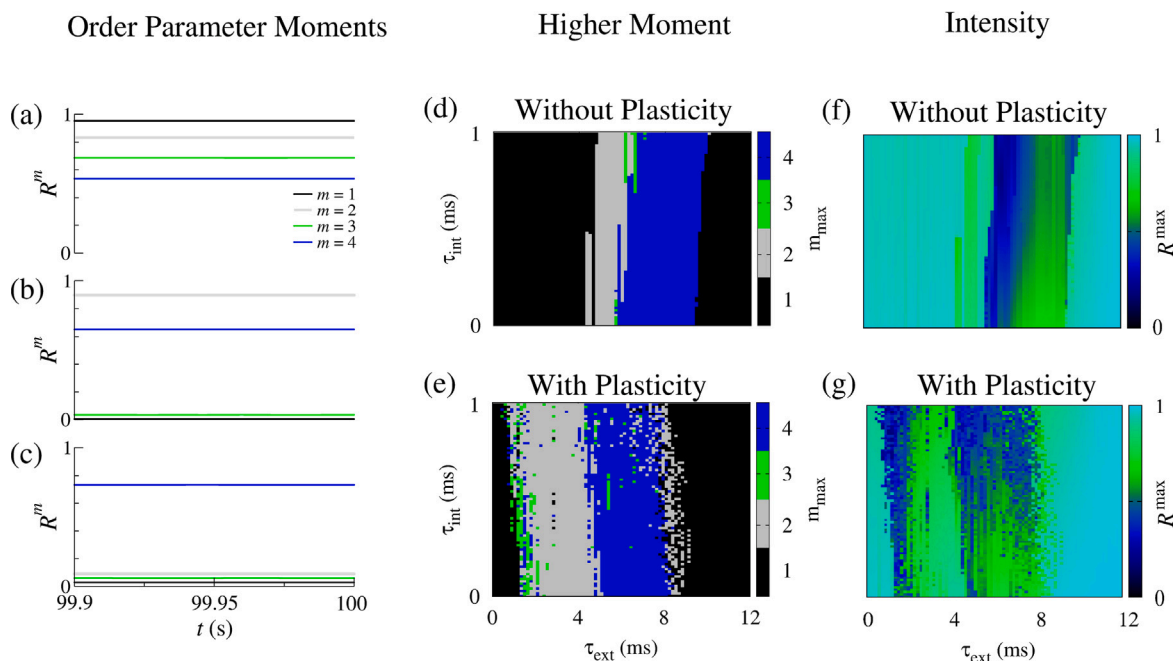 Order Parameter Moments
Higher Moment
Intensity
(a)
1
R^m
0
m = 1
m = 2
m = 3
m = 4
(b)
1
R^m
0
(c)
1
R^m
0
99.9
99.95
100
t (s)
(d)
Without Plasticity
1
τ_int (ms)
0
4
3
2
1
m_max
(e)
With Plasticity
1
τ_int (ms)
0
0
4
8
12
τ_ext (ms)
4
3
2
1
m_max
(f)
Without Plasticity
1
R^max
0
(g)
With Plasticity
0
4
8
12
τ_ext (ms)
1
R^max
0